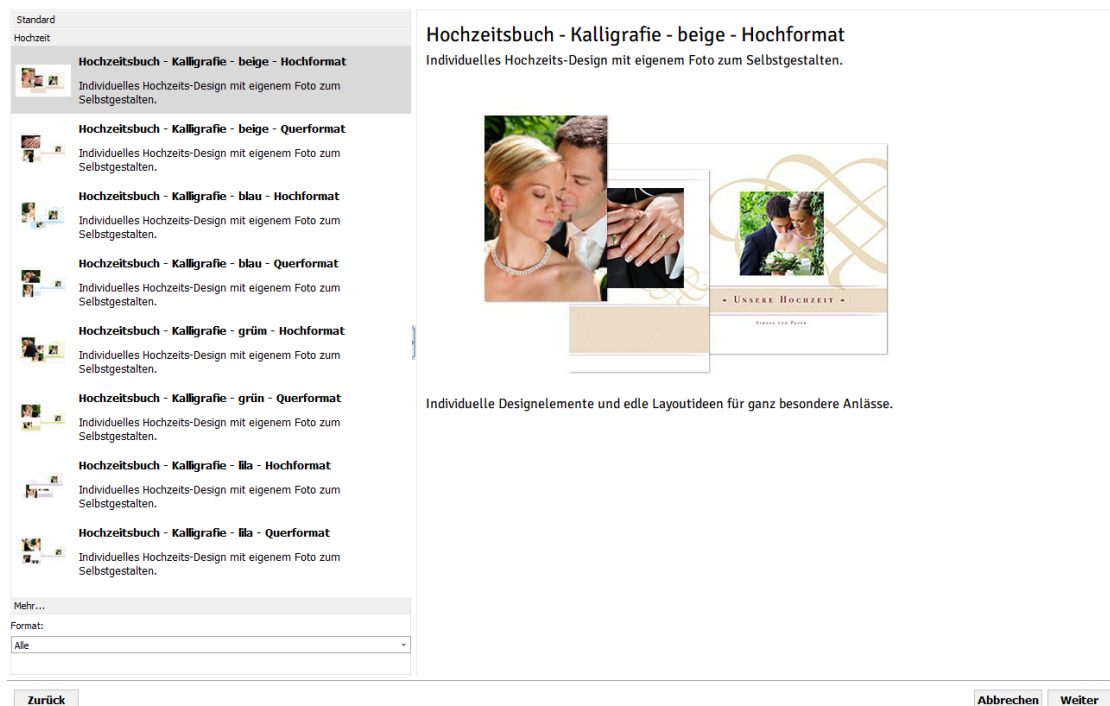 Standard
Hochzeit
Hochzeitsbuch - Kalligrafie - beige - Hochformat
Individuelles Hochzeits-Design mit eigenem Foto zum
Selbstgestalten.
Hochzeitsbuch - Kalligrafie - beige - Querformat
Individuelles Hochzeits-Design mit eigenem Foto zum
Selbstgestalten.
Hochzeitsbuch - Kalligrafie - blau - Hochformat
Individuelles Hochzeits-Design mit eigenem Foto zum
Selbstgestalten.
Hochzeitsbuch - Kalligrafie - blau - Querformat
Individuelles Hochzeits-Design mit eigenem Foto zum
Selbstgestalten.
Hochzeitsbuch - Kalligrafie - grüm - Hochformat
Individuelles Hochzeits-Design mit eigenem Foto zum
Selbstgestalten.
Hochzeitsbuch - Kalligrafie - grün - Querformat
Individuelles Hochzeits-Design mit eigenem Foto zum
Selbstgestalten.
Hochzeitsbuch - Kalligrafie - lila - Hochformat
Individuelles Hochzeits-Design mit eigenem Foto zum
Selbstgestalten.
Hochzeitsbuch - Kalligrafie - lila - Querformat
Individuelles Hochzeits-Design mit eigenem Foto zum
Selbstgestalten.
Mehr...
Format:
Alle
Hochzeitsbuch - Kalligrafie - beige - Hochformat
Individuelles Hochzeits-Design mit eigenem Foto zum Selbstgestalten.
Unsere Hochzeit
Simone und Peter
Individuelle Designelemente und edle Layoutideen für ganz besondere Anlässe.
Zurück
Abbrechen
Weiter